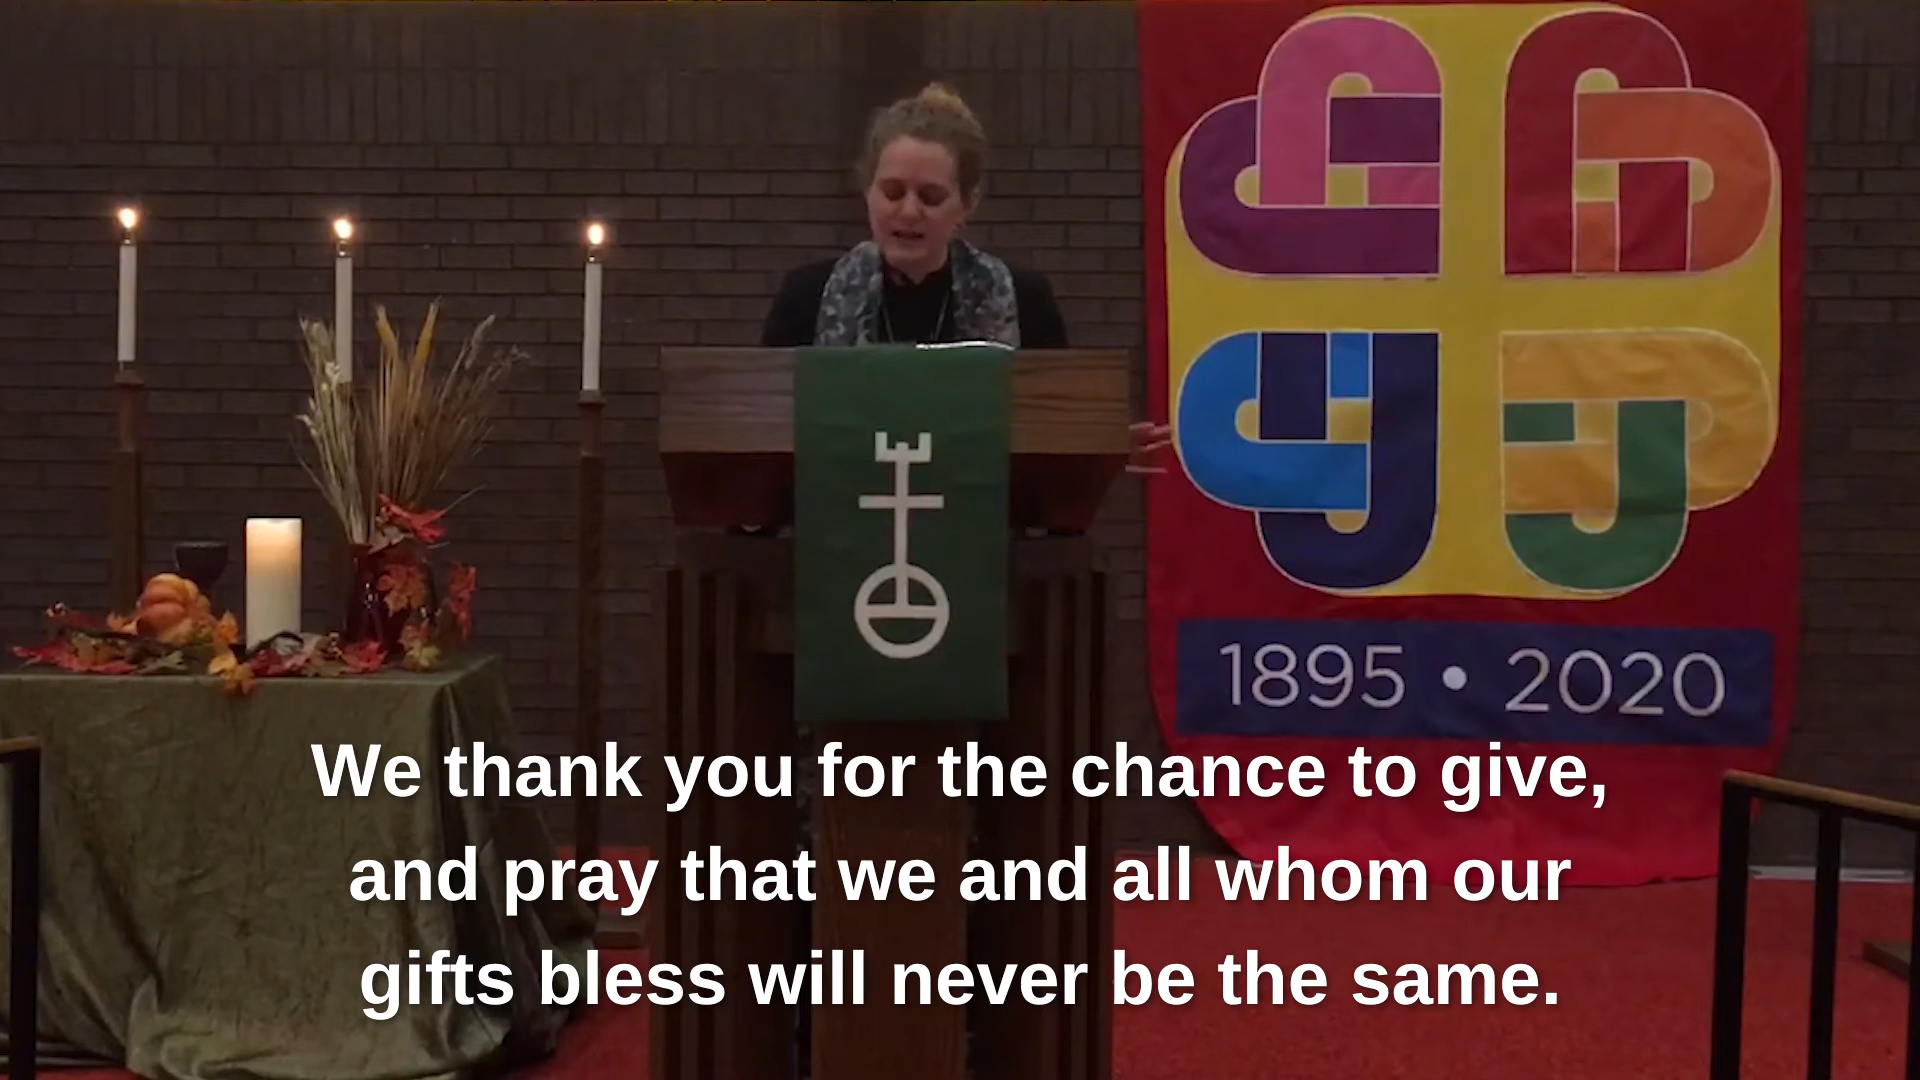 1895 • 2020
We thank you for the chance to give,
and pray that we and all whom our
gifts bless will never be the same.